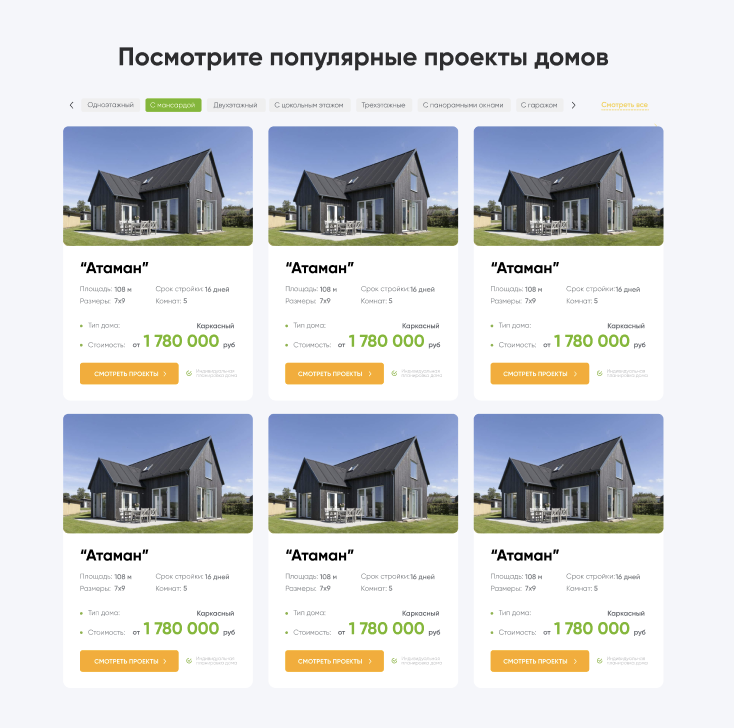 Посмотрите популярные проекты домов
Одноэтажный С мансардой Двухэтажный С цокольным этажом Трехэтажные С панорамными окнами С гаражом Смотреть все
“Атаман” “Атаман” “Атаман”
Площадь: 108 м Срок стройки: 16 дней Площадь: 108 м Срок стройки: 16 дней Площадь: 108 м Срок стройки: 16 дней
Размеры: 7х9 Комнат: 5 Размеры: 7х9 Комнат: 5 Размеры: 7х9 Комнат: 5
Тип дома: Каркасный Тип дома: Каркасный Тип дома: Каркасный
Стоимость: от 1 780 000 руб Стоимость: от 1 780 000 руб Стоимость: от 1 780 000 руб
СМОТРЕТЬ ПРОЕКТЫ Индивидуальная СМОТРЕТЬ ПРОЕКТЫ Индивидуальная СМОТРЕТЬ ПРОЕКТЫ Индивидуальная
планировка дома планировка дома планировка дома
“Атаман” “Атаман” “Атаман”
Площадь: 108 м Срок стройки: 16 дней Площадь: 108 м Срок стройки: 16 дней Площадь: 108 м Срок стройки: 16 дней
Размеры: 7х9 Комнат: 5 Размеры: 7х9 Комнат: 5 Размеры: 7х9 Комнат: 5
Тип дома: Каркасный Тип дома: Каркасный Тип дома: Каркасный
Стоимость: от 1 780 000 руб Стоимость: от 1 780 000 руб Стоимость: от 1 780 000 руб
СМОТРЕТЬ ПРОЕКТЫ Индивидуальная СМОТРЕТЬ ПРОЕКТЫ Индивидуальная СМОТРЕТЬ ПРОЕКТЫ Индивидуальная
планировка дома планировка дома планировка дома